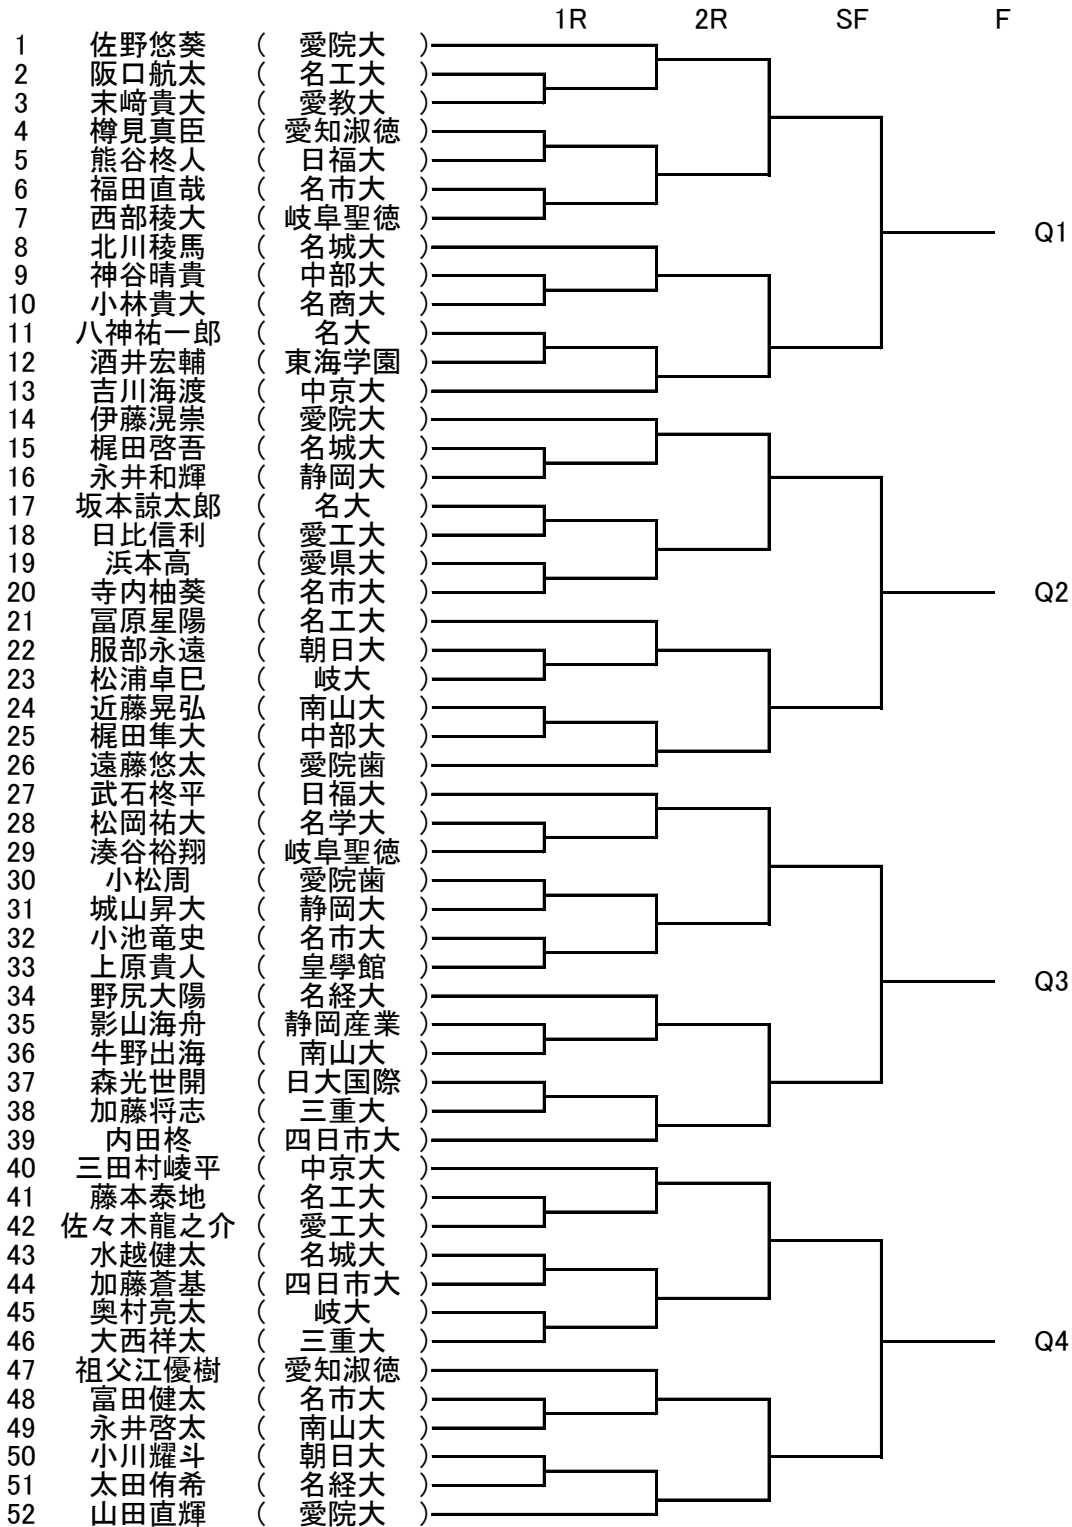 1R 2R SF F
1 佐野悠葵 ( 愛院大 )
2 阪口航太 ( 名工大 )
3 末﨑貴大 ( 愛教大 )
4 樽見真臣 ( 愛知淑徳 )
5 熊谷柊人 ( 日福大 )
6 福田直哉 ( 名市大 )
7 西部稜大 ( 岐阜聖徳 )
8 北川稜馬 ( 名城大 )
Q1
9 神谷晴貴 ( 中部大 )
10 小林貴大 ( 名商大 )
11 八神祐一郎 ( 名大 )
12 酒井宏輔 ( 東海学園 )
13 吉川海渡 ( 中京大 )
14 伊藤滉崇 ( 愛院大 )
15 梶田啓吾 ( 名城大 )
16 永井和輝 ( 静岡大 )
17 坂本諒太郎 ( 名大 )
18 日比信利 ( 愛工大 )
19 浜本高 ( 愛県大 )
20 寺内柚葵 ( 名市大 )
Q2
21 冨原星陽 ( 名工大 )
22 服部永遠 ( 朝日大 )
23 松浦卓巳 ( 岐大 )
24 近藤晃弘 ( 南山大 )
25 梶田隼大 ( 中部大 )
26 遠藤悠太 ( 愛院歯 )
27 武石柊平 ( 日福大 )
28 松岡祐大 ( 名学大 )
29 湊谷裕翔 ( 岐阜聖徳 )
30 小松周 ( 愛院歯 )
31 城山昇大 ( 静岡大 )
32 小池竜史 ( 名市大 )
33 上原貴人 ( 皇學館 )
34 野尻大陽 ( 名経大 )
Q3
35 影山海舟 ( 静岡産業 )
36 牛野出海 ( 南山大 )
37 森光世開 ( 日大国際 )
38 加藤将志 ( 三重大 )
39 内田柊 ( 四日市大 )
40 三田村崚平 ( 中京大 )
41 藤本泰地 ( 名工大 )
42 佐々木龍之介 ( 愛工大 )
43 水越健太 ( 名城大 )
44 加藤蒼基 ( 四日市大 )
45 奥村亮太 ( 岐大 )
46 大西祥太 ( 三重大 )
Q4
47 祖父江優樹 ( 愛知淑徳 )
48 富田健太 ( 名市大 )
49 永井啓太 ( 南山大 )
50 小川耀斗 ( 朝日大 )
51 太田侑希 ( 名経大 )
52 山田直輝 ( 愛院大 )